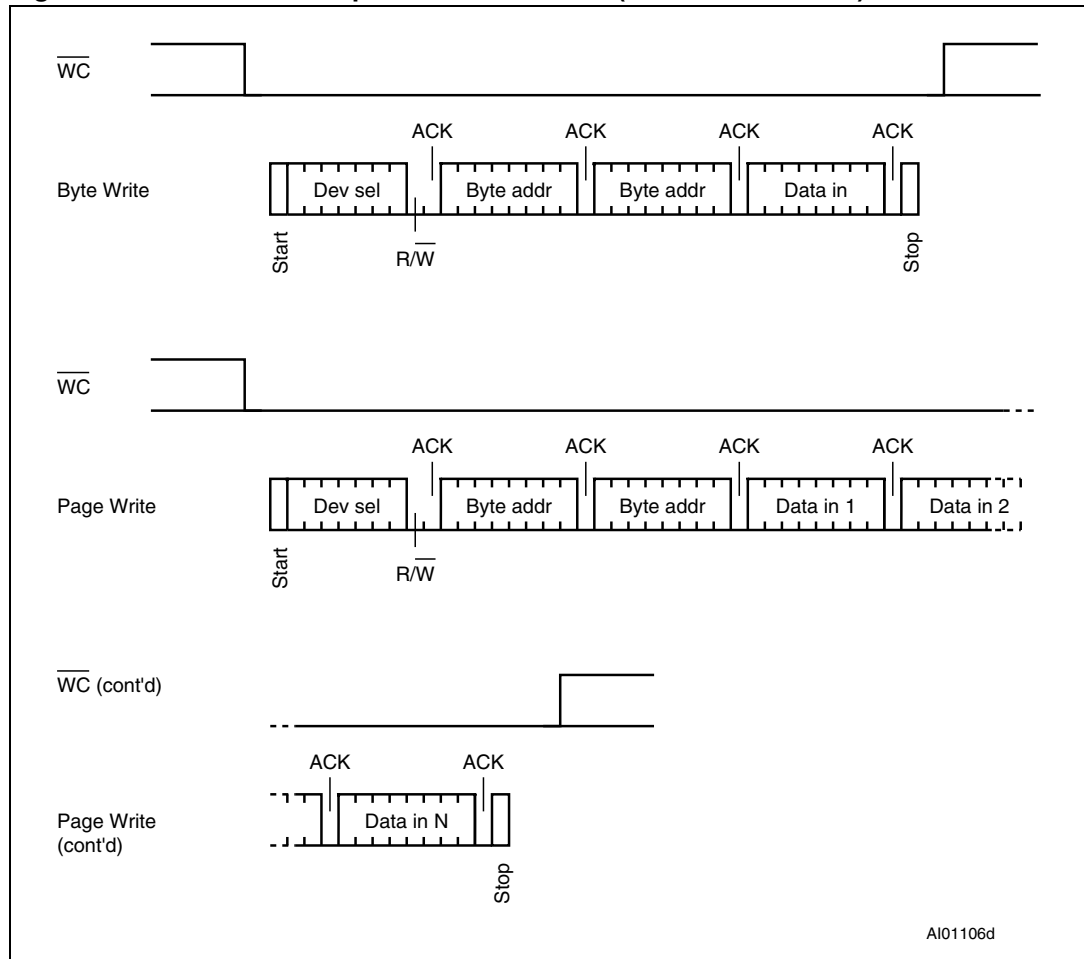 WC
ACK ACK ACK ACK
Byte Write Dev sel Byte addr Byte addr Data in
Start R/W Stop
WC
ACK ACK ACK ACK
Page Write Dev sel Byte addr Byte addr Data in 1 Data in 2
Start R/W
WC (cont'd)
ACK ACK
Page Write (cont'd) Data in N
Stop
AI01106d